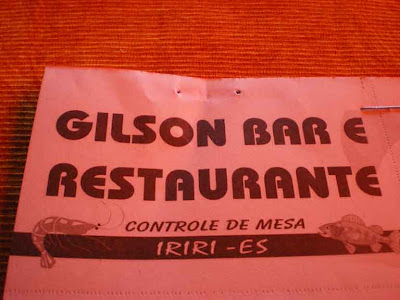 GILSON BAR E
RESTAURANTE
CONTROLE DE MESA
IRIRI - ES